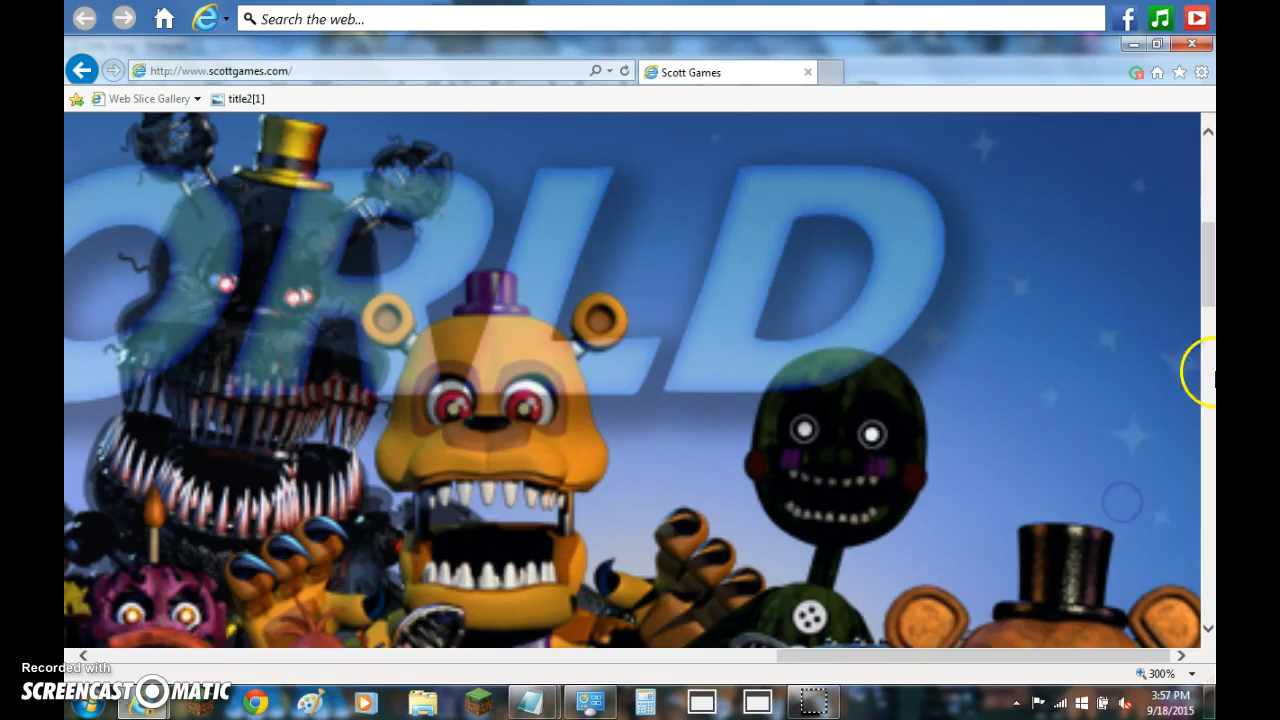 Search the web...
http://www.scottgames.com/
Scott Games
Web Slice Gallery
title2[1]
ORLD
300%
Recorded with
SCREENCAST MATIC
3:57 PM
9/18/2015